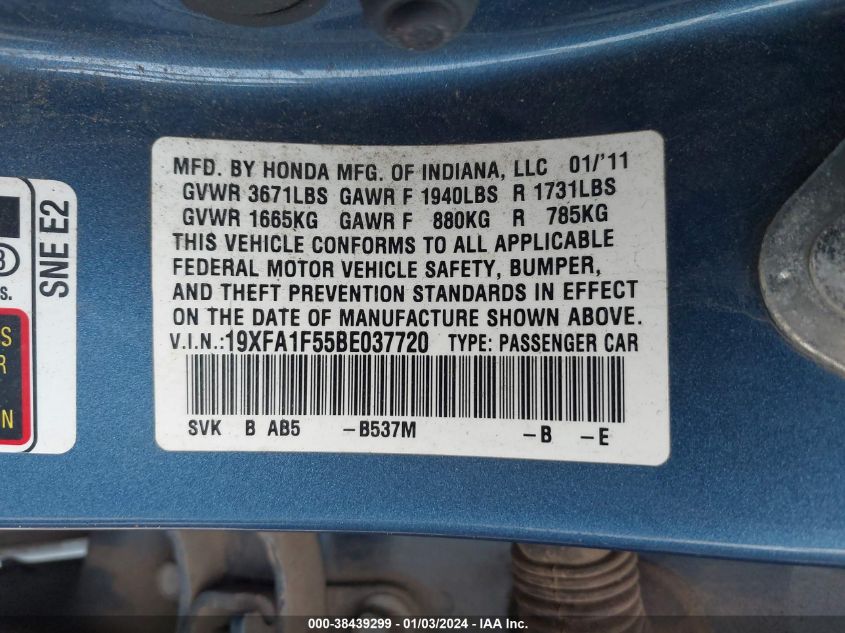 MFD. BY HONDA MFG. OF INDIANA, LLC 01/'11
GVWR 3671LBS GAWR F 1940LBS R 1731LBS
GVWR 1665KG GAWR F 880KG R 785KG
THIS VEHICLE CONFORMS TO ALL APPLICABLE
FEDERAL MOTOR VEHICLE SAFETY, BUMPER,
AND THEFT PREVENTION STANDARDS IN EFFECT
ON THE DATE OF MANUFACTURE SHOWN ABOVE.
V.I.N.:19XFA1F55BE037720 TYPE: PASSENGER CAR
SVK B AB5 -B537M -B -E
SNE E2
S.
S
R
N
000-38439299 - 01/03/2024 - IAA Inc.